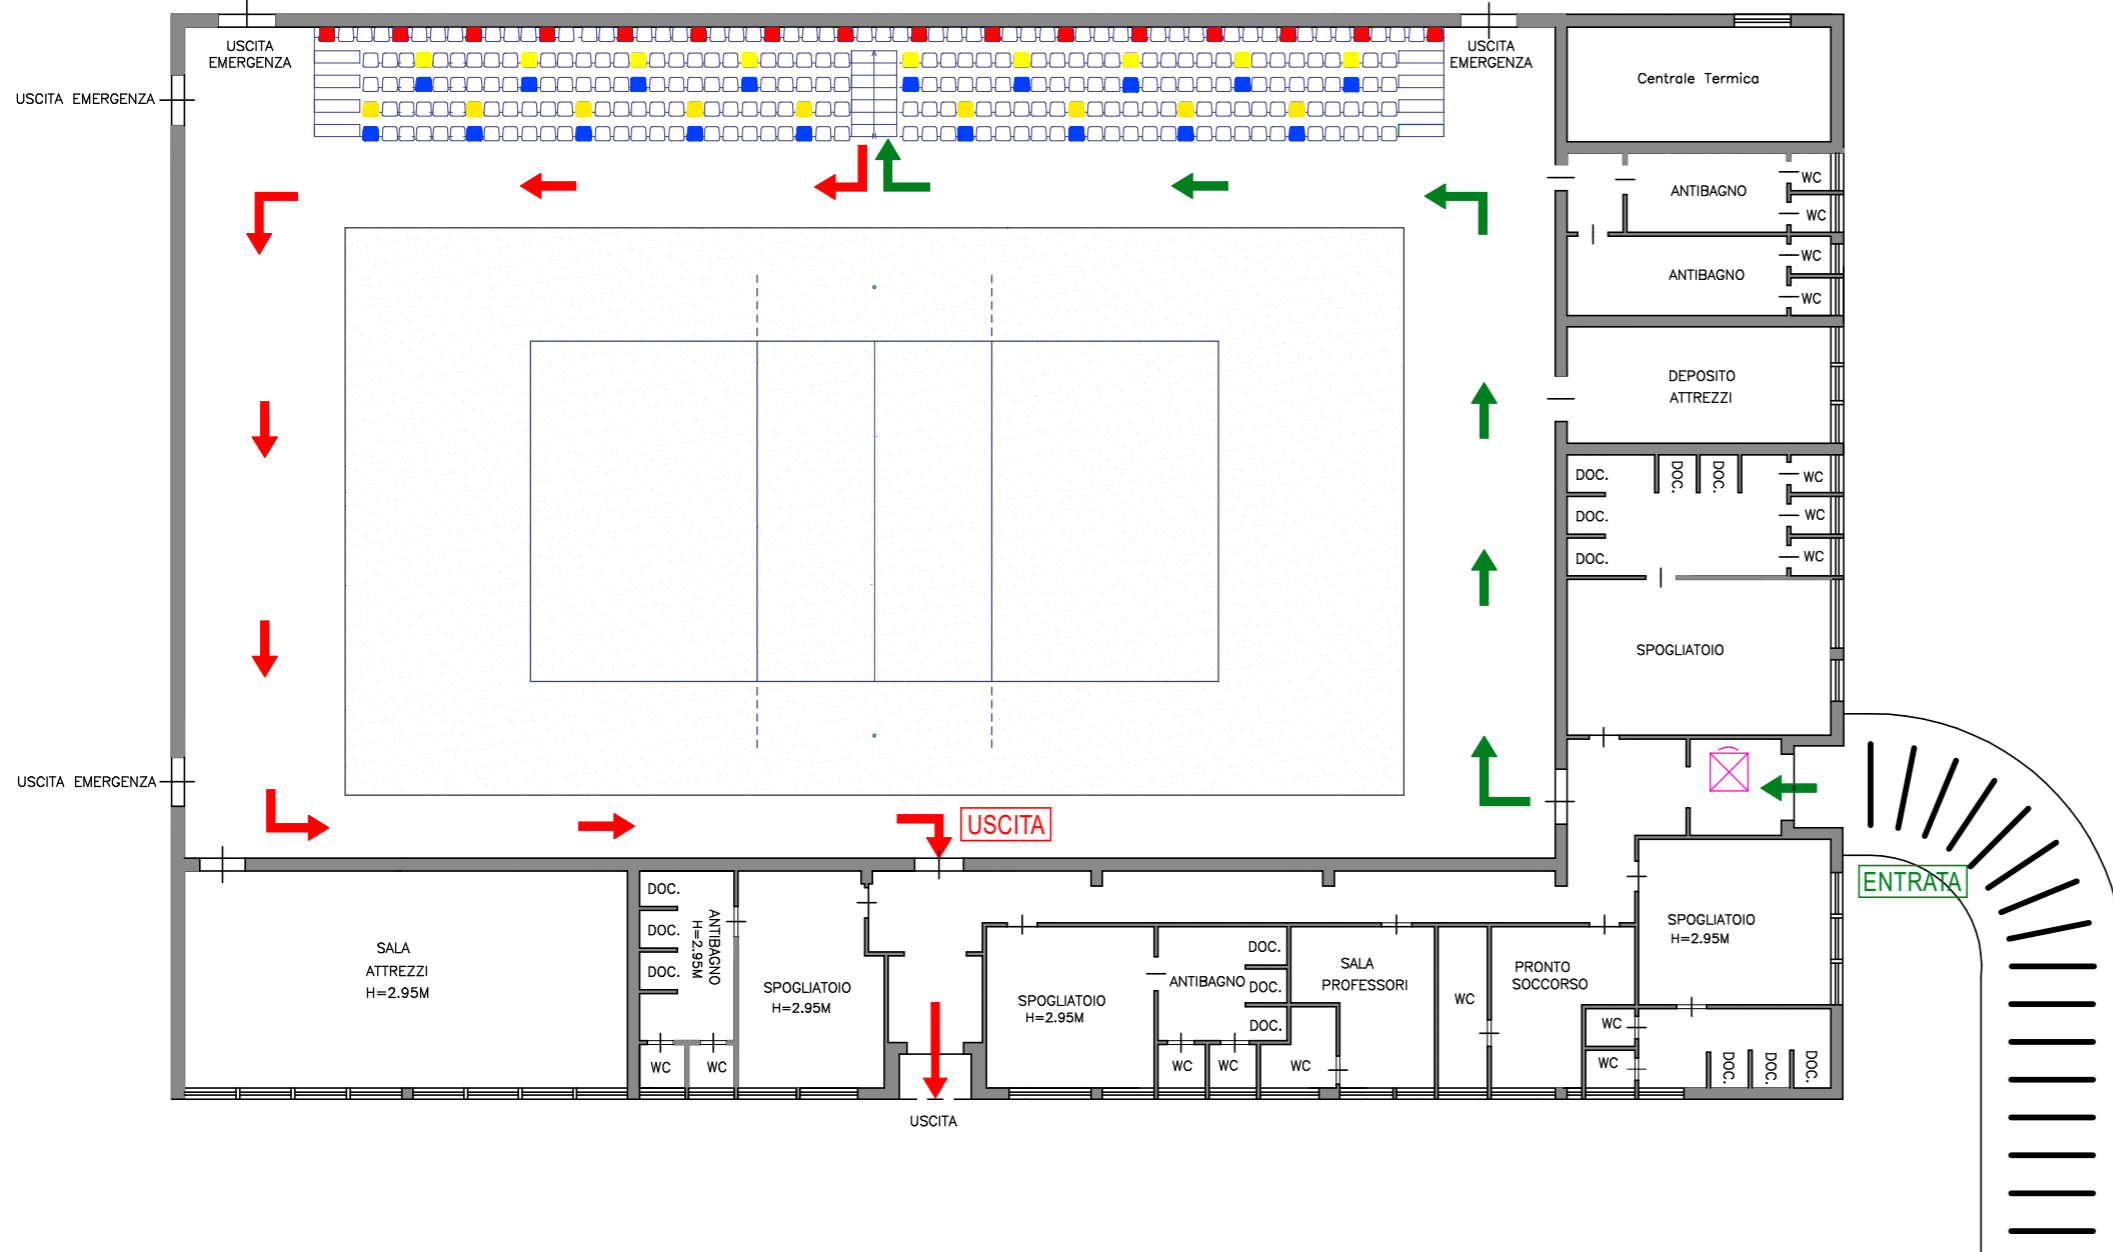 USCITA
EMERGENZA
USCITA
EMERGENZA
USCITA EMERGENZA
Centrale Termica
WC
ANTIBAGNO
WC
WC
ANTIBAGNO
WC
DEPOSITO
ATTREZZI
DOC.
DOC.
DOC.
WC
DOC.
WC
DOC.
WC
SPOGLIATOIO
USCITA EMERGENZA
USCITA
ENTRATA
DOC.
DOC.
DOC.
ANTIBAGNO
H=2.95M
WC
WC
SALA
ATTREZZI
H=2.95M
SPOGLIATOIO
H=2.95M
SPOGLIATOIO
H=2.95M
ANTIBAGNO
DOC.
DOC.
DOC.
WC
WC
WC
SALA
PROFESSORI
WC
PRONTO
SOCCORSO
SPOGLIATOIO
H=2.95M
WC
WC
DOC.
DOC.
DOC.
USCITA